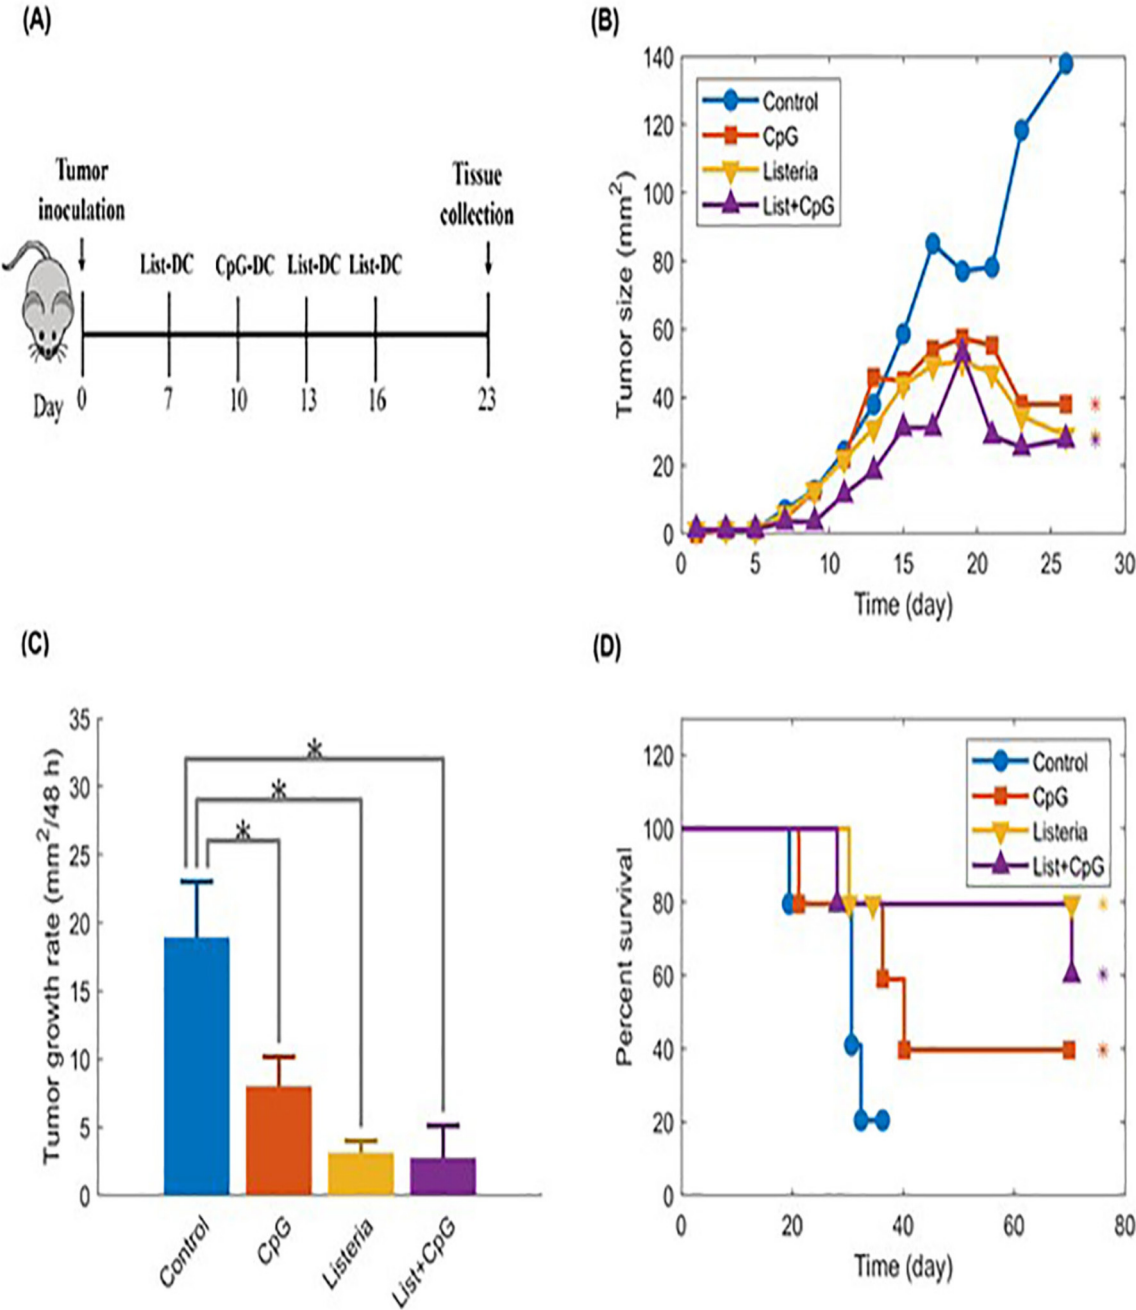 (A)
Tumor
inoculation
Tissue
collection
List-DC CpG-DC List-DC List-DC
Day 0 7 10 13 16 23
(B)
Tumor size (mm2)
140
120
100
80
60
40
20
0
Control
CpG
Listeria
List+CpG
*
*
*
0 5 10 15 20 25 30
Time (day)
(C)
Tumor growth rate (mm2/48 h)
35
30
25
20
15
10
5
0
*
*
*
Control CpG Listeria List+CpG
(D)
Percent survival
120
100
80
60
40
20
0
Control
CpG
Listeria
List+CpG
*
*
*
0 20 40 60 80
Time (day)